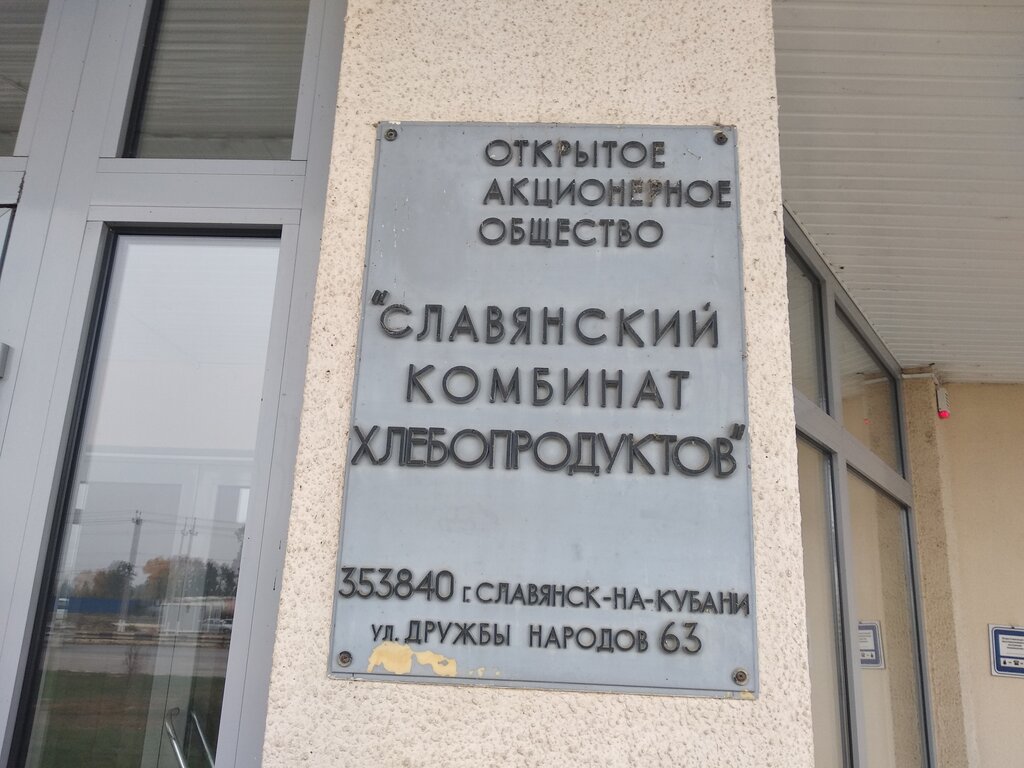 ОТКРЫТОЕ
АКЦИОНЕРНОЕ
ОБЩЕСТВО
"СЛАВЯНСКИЙ
КОМБИНАТ
ХЛЕБОПРОДУКТОВ"
353840 г. СЛАВЯНСК-НА-КУБАНИ
ул. ДРУЖБЫ НАРОДОВ 63